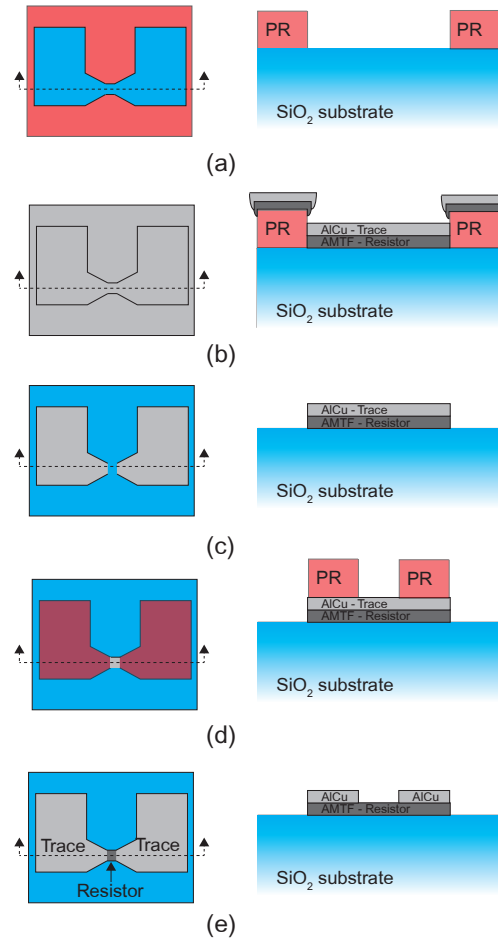 PR PR
SiO₂ substrate
(a)
PR PR
AlCu - Trace
AMTF - Resistor
SiO₂ substrate
(b)
AlCu - Trace
AMTF - Resistor
SiO₂ substrate
(c)
PR PR
AlCu - Trace
AMTF - Resistor
SiO₂ substrate
(d)
Trace Trace
Resistor
AlCu AlCu
AMTF - Resistor
SiO₂ substrate
(e)